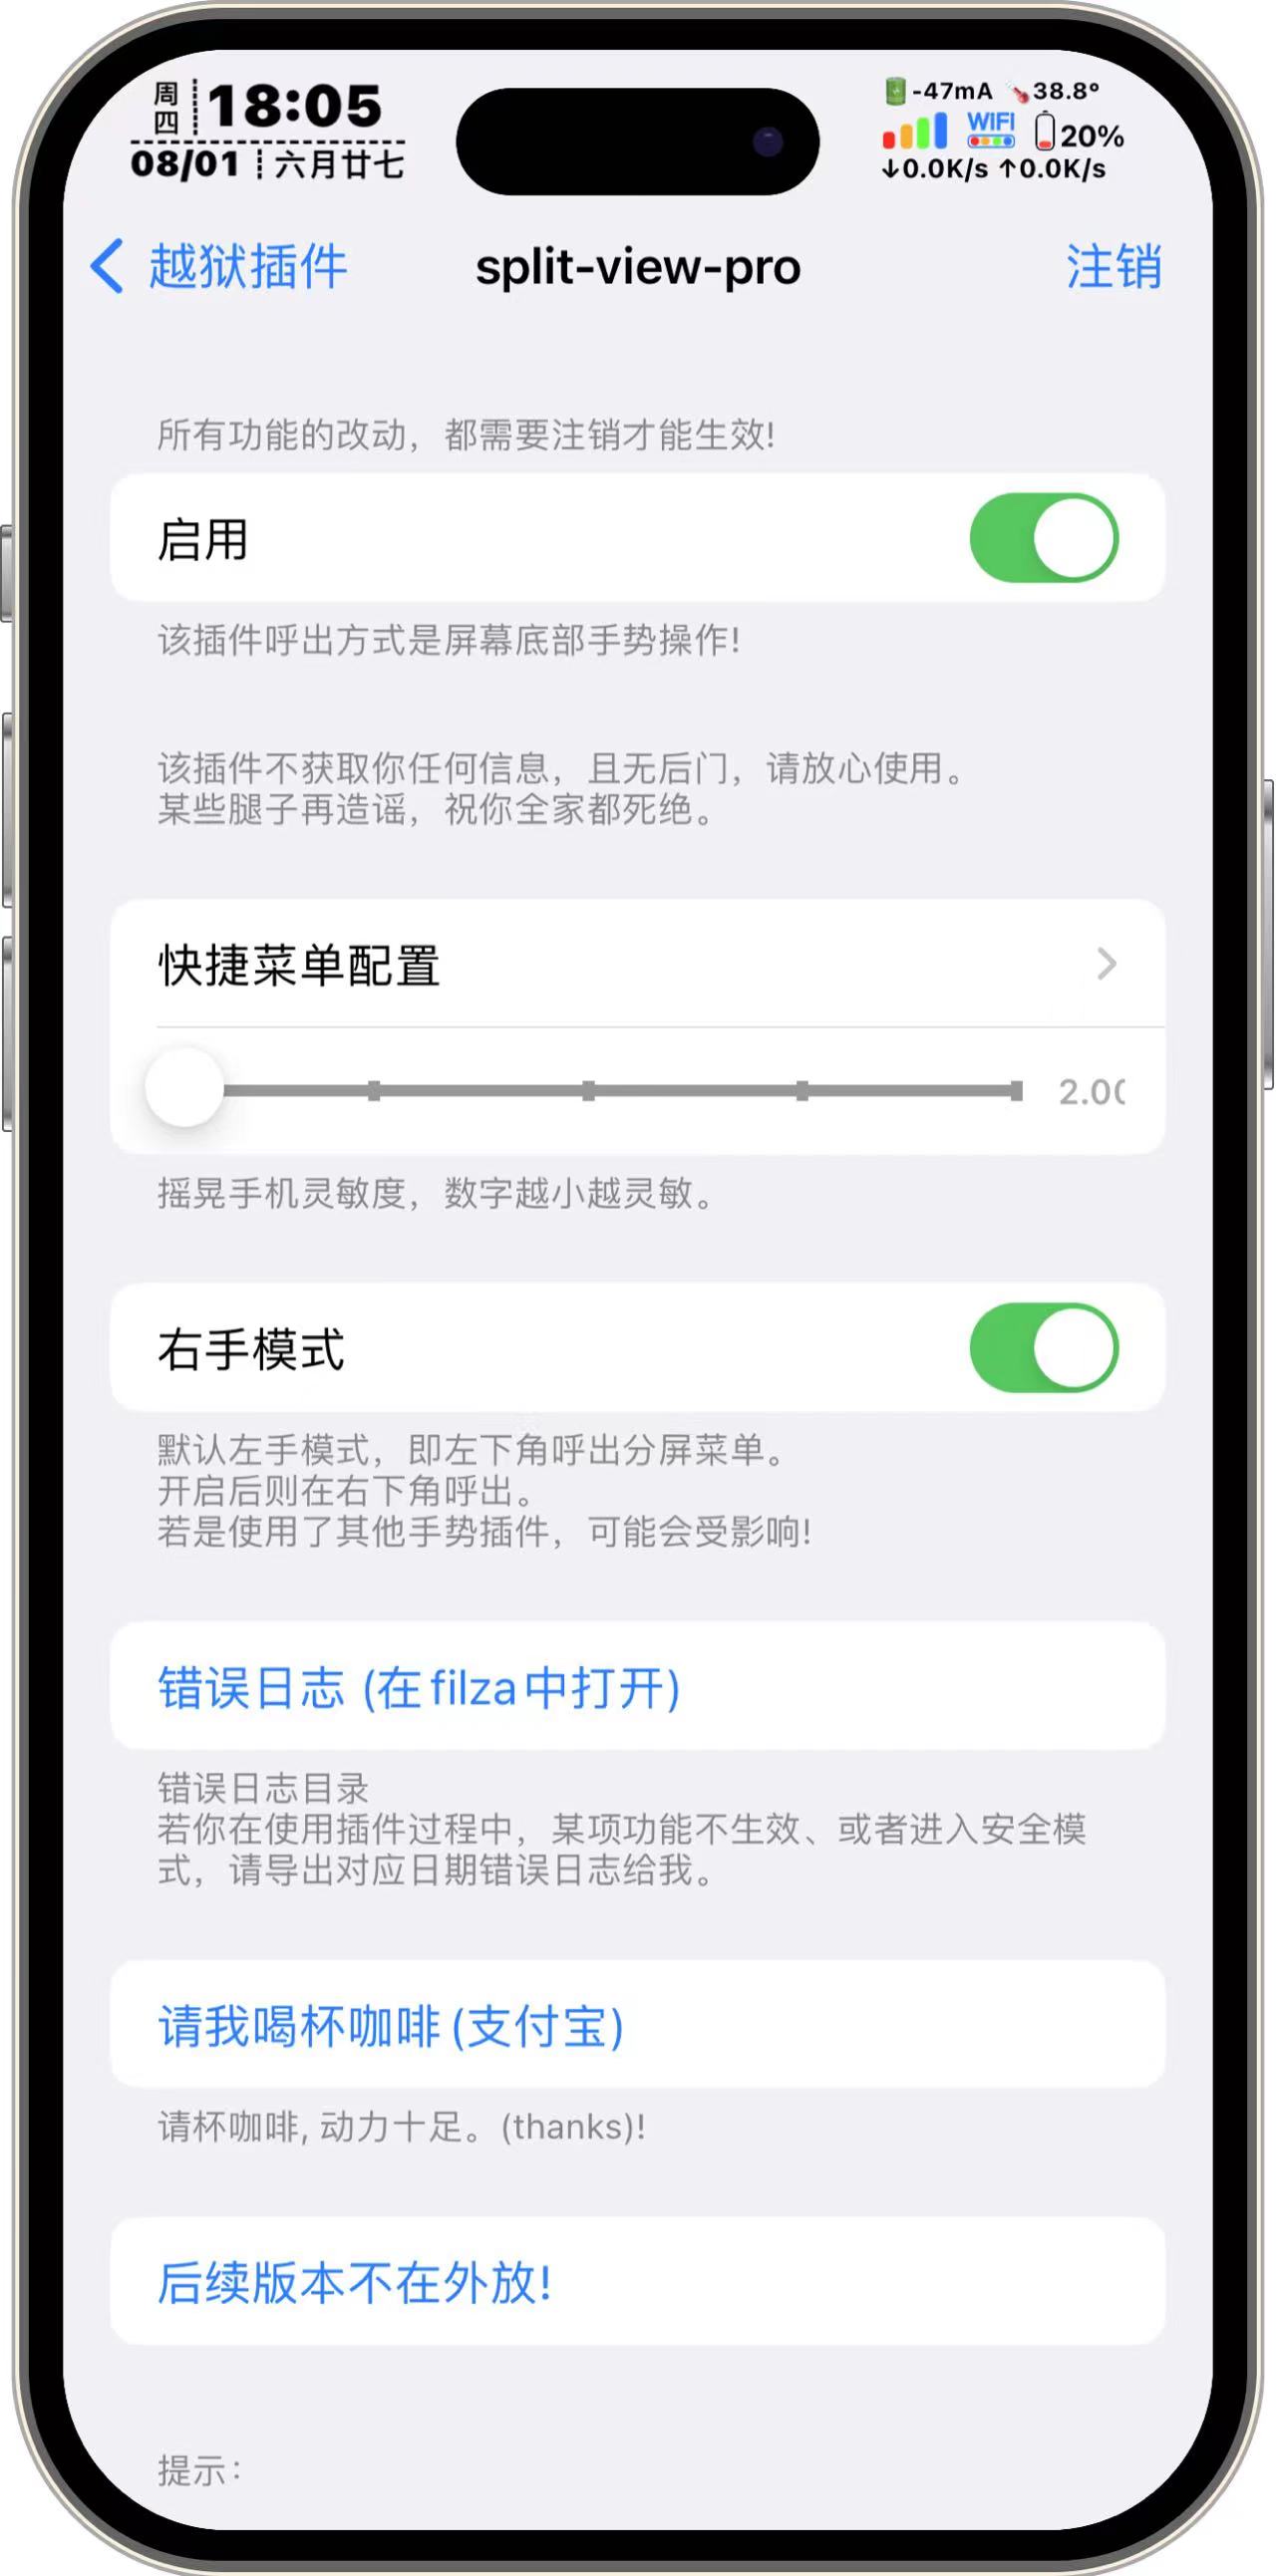 周四
18:05
08/01
六月廿七
-47mA
38.8°
WIFI
20%
↓0.0K/s ↑0.0K/s
越狱插件
split-view-pro
注销
所有功能的改动，都需要注销才能生效!
启用
该插件呼出方式是屏幕底部手势操作!
该插件不获取你任何信息，且无后门，请放心使用。
某些腿子再造谣，祝你全家都死绝。
快捷菜单配置
2.00
摇晃手机灵敏度，数字越小越灵敏。
右手模式
默认左手模式，即左下角呼出分屏菜单。
开启后则在右下角呼出。
若是使用了其他手势插件，可能会受影响!
错误日志 (在filza中打开)
错误日志目录
若你在使用插件过程中，某项功能不生效、或者进入安全模
式，请导出对应日期错误日志给我。
请我喝杯咖啡(支付宝)
请杯咖啡, 动力十足。(thanks)!
后续版本不在外放!
提示：